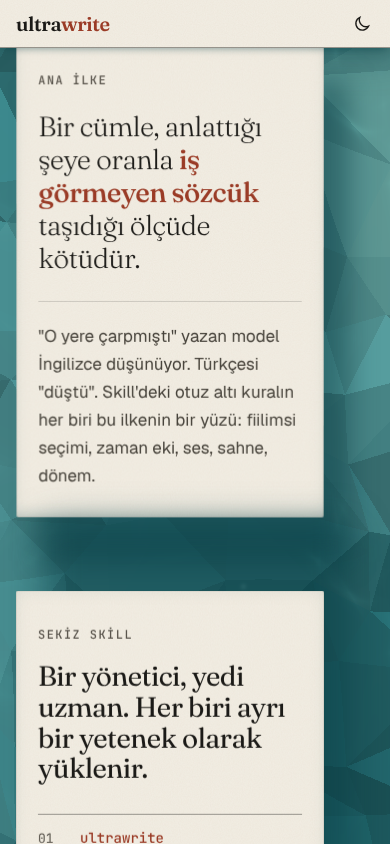 ultrawrite
ANA İLKE
Bir cümle, anlattığı
şeye oranla iş
görmeyen sözcük
taşıdığı ölçüde
kötüdür.
"O yere çarpmıştı" yazan model
İngilizce düşünüyor. Türkçesi
"düştü". Skill'deki otuz altı kuralın
her biri bu ilkenin bir yüzü: fiilimsi
seçimi, zaman eki, ses, sahne,
dönem.
SEKİZ SKİLL
Bir yönetici, yedi
uzman. Her biri ayrı
bir yetenek olarak
yüklenir.
01 ultrawrite